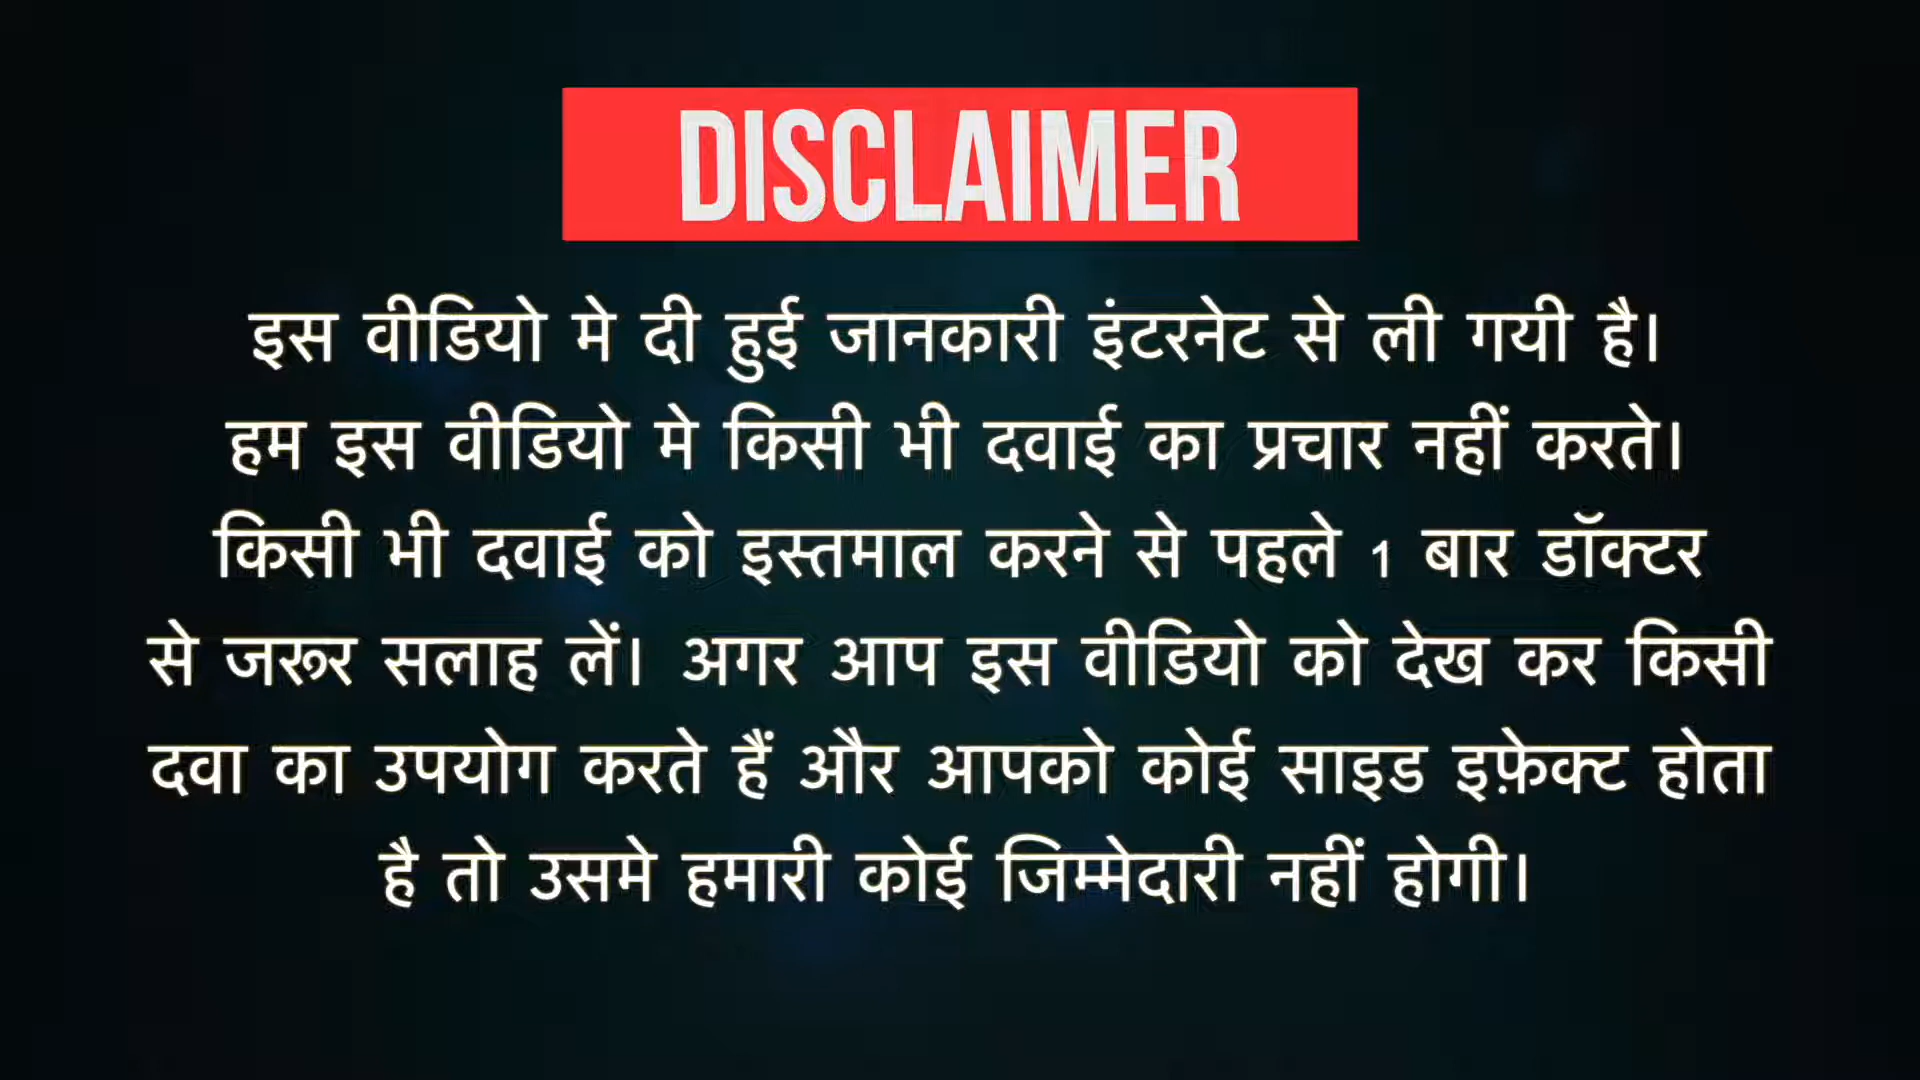 DISCLAIMER
इस वीडियो मे दी हुई जानकारी इंटरनेट से ली गयी है।
हम इस वीडियो मे किसी भी दवाई का प्रचार नहीं करते।
किसी भी दवाई को इस्तमाल करने से पहले 1 बार डॉक्टर
से जरूर सलाह लें। अगर आप इस वीडियो को देख कर किसी
दवा का उपयोग करते हैं और आपको कोई साइड इफ़ेक्ट होता
है तो उसमे हमारी कोई जिम्मेदारी नहीं होगी।